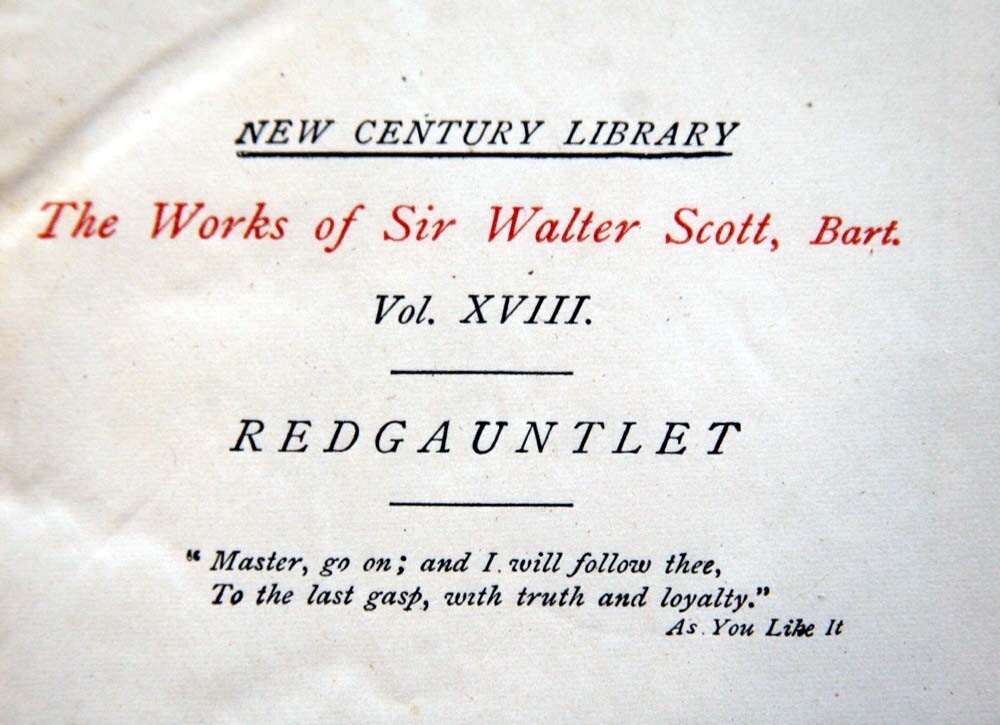 NEW CENTURY LIBRARY
The Works of Sir Walter Scott, Bart.
Vol. XVIII.
REDGAUNTLET
“ Master, go on; and I will follow thee,
To the last gasp, with truth and loyalty.”
As You Like It